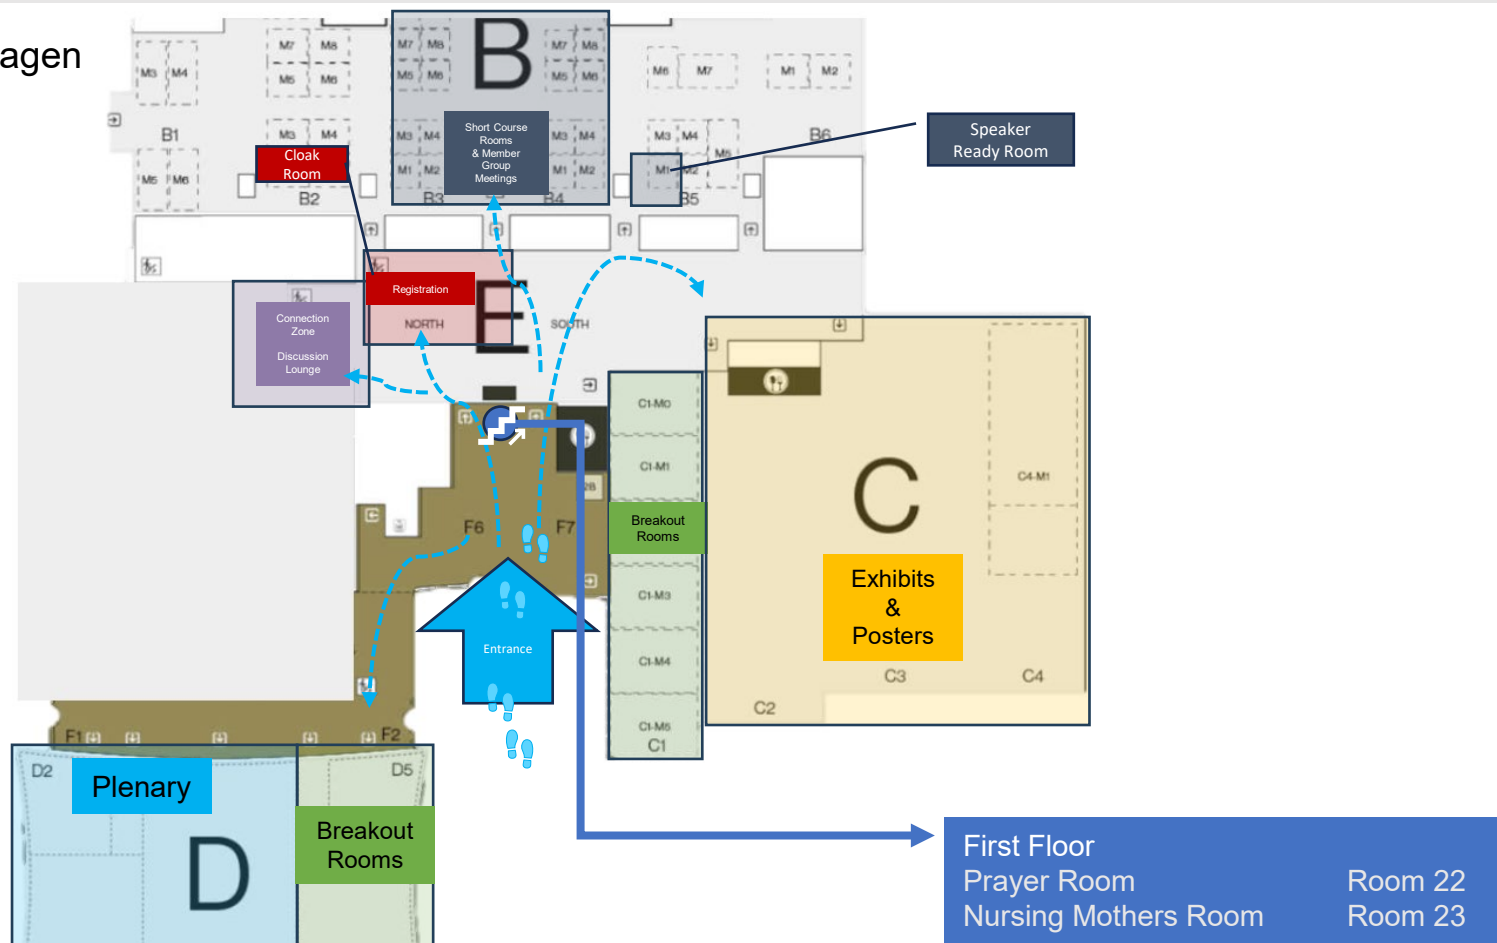 agen
M7 M8
M7 M8
B
M7 M8
M3 M4
M6 M7
M1 M2
M5 M6
M5 M6
M5 M6
B1
M3 M4
M3 M4
M3 M4
M3 M4
M5
B6
Short Course
Rooms
& Member
Group
Meetings
Speaker
Ready Room
Cloak
Room
M5 M6
M1 M2
M1 M2
M1 M2
B2
B3
B4
B5
Registration
E
NORTH
SOUTH
Connection
Zone
Discussion
Lounge
C1-M0
C1-M1
C4-M1
C
F6
F7
Breakout
Rooms
Exhibits
&
Posters
C1-M3
Entrance
C1-M4
C3
C4
C2
C1-M5
C1
F1
F2
D2
D5
Plenary
Breakout
Rooms
D
First Floor
Prayer Room Room 22
Nursing Mothers Room Room 23